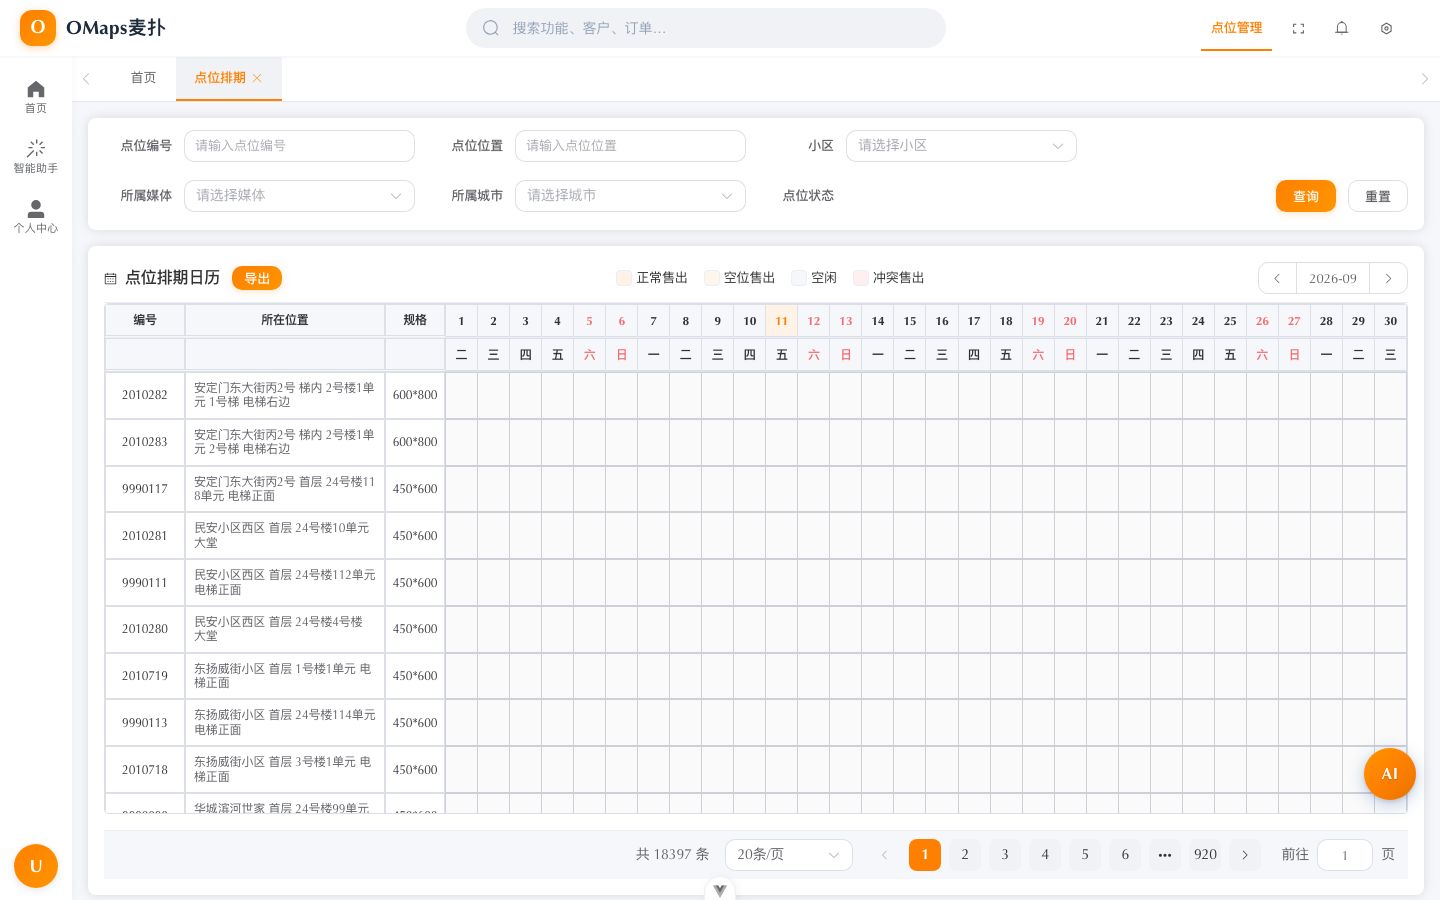 O OMaps麦扑
搜索功能、客户、订单...
点位管理
首页
点位排期
首页
智能助手
个人中心
点位编号 请输入点位编号 点位位置 请输入点位位置 小区 请选择小区
所属媒体 请选择媒体 所属城市 请选择城市 点位状态 查询 重置
点位排期日历 导出 正常售出 空位售出 空闲 冲突售出 2026-09
编号 所在位置 规格 1 2 3 4 5 6 7 8 9 10 11 12 13 14 15 16 17 18 19 20 21 22 23 24 25 26 27 28 29 30
二 三 四 五 六 日 一 二 三 四 五 六 日 一 二 三 四 五 六 日 一 二 三 四 五 六 日 一 二 三
2010282 安定门东大街丙2号 梯内 2号楼1单
元 1号梯 电梯右边 600*800
2010283 安定门东大街丙2号 梯内 2号楼1单
元 2号梯 电梯右边 600*800
9990117 安定门东大街丙2号 首层 24号楼11
8单元 电梯正面 450*600
2010281 民安小区西区 首层 24号楼10单元
大堂 450*600
9990111 民安小区西区 首层 24号楼112单元
电梯正面 450*600
2010280 民安小区西区 首层 24号楼4号楼
大堂 450*600
2010719 东扬威街小区 首层 1号楼1单元 电
梯正面 450*600
9990113 东扬威街小区 首层 24号楼114单元
电梯正面 450*600
2010718 东扬威街小区 首层 3号楼1单元 电
梯正面 450*600
华城滨河世家 首层 24号楼99单元
AI
共 18397 条 20条/页 1 2 3 4 5 6 ••• 920 前往 1 页
U